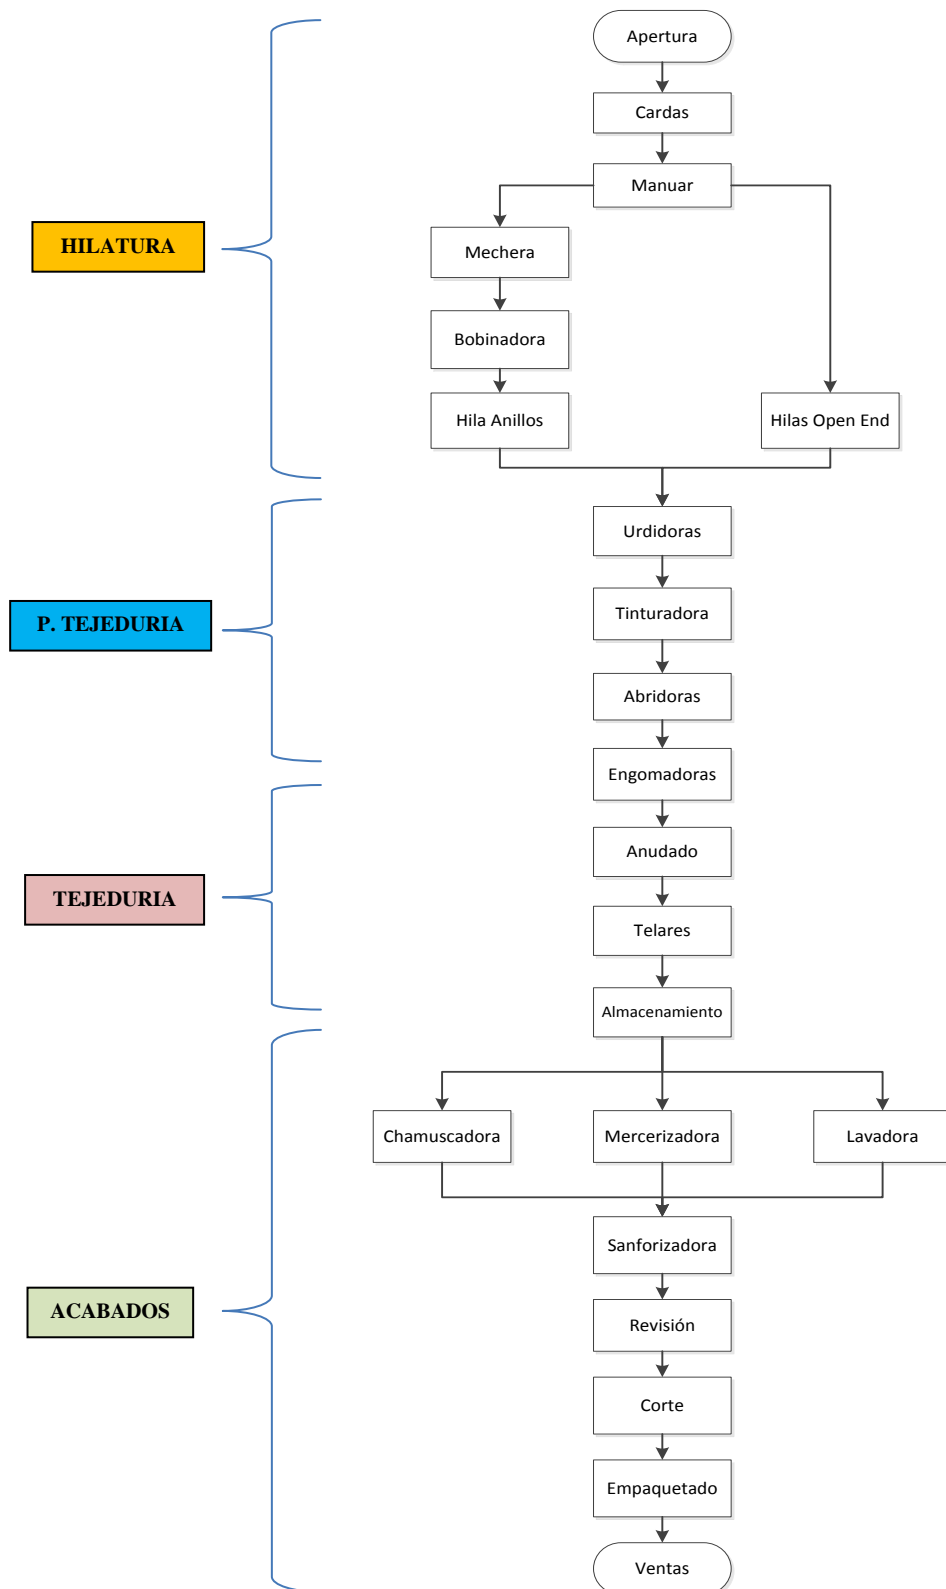 Apertura
Cardas
Manuar
HILATURA
Mechera
Bobinadora
Hila Anillos
Hilas Open End
Urdidoras
Tinturadora
P. TEJEDURIA
Abridoras
Engomadoras
Anudado
TEJEDURIA
Telares
Almacenamiento
Chamuscadora
Mercerizadora
Lavadora
Sanforizadora
ACABADOS
Revisión
Corte
Empaquetado
Ventas